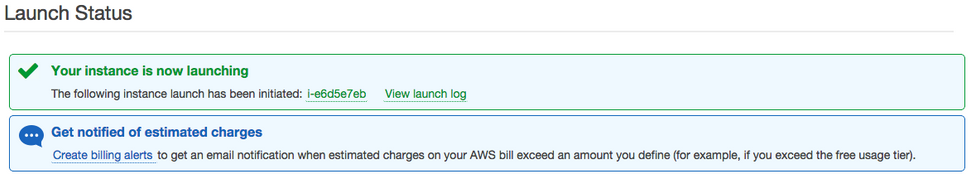 Launch Status
Your instance is now launching
The following instance launch has been initiated: i-e6d5e7eb View launch log
Get notified of estimated charges
Create billing alerts to get an email notification when estimated charges on your AWS bill exceed an amount you define (for example, if you exceed the free usage tier).